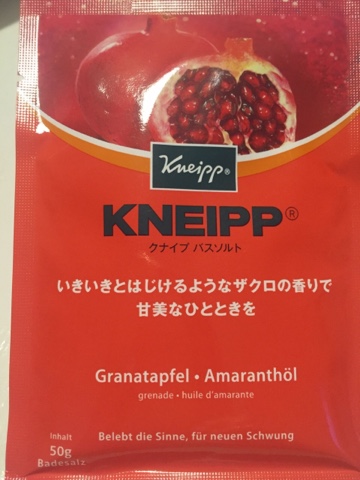 Kneipp®
KNEIPP®
クナイプ バスソルト
いきいきとはじけるようなザクロの香りで
甘美なひとときを
Granatapfel • Amaranthöl
grenade • huile d'amarante
Inhalt
50g
Badesalz
Belebt die Sinne, für neuen Schwung